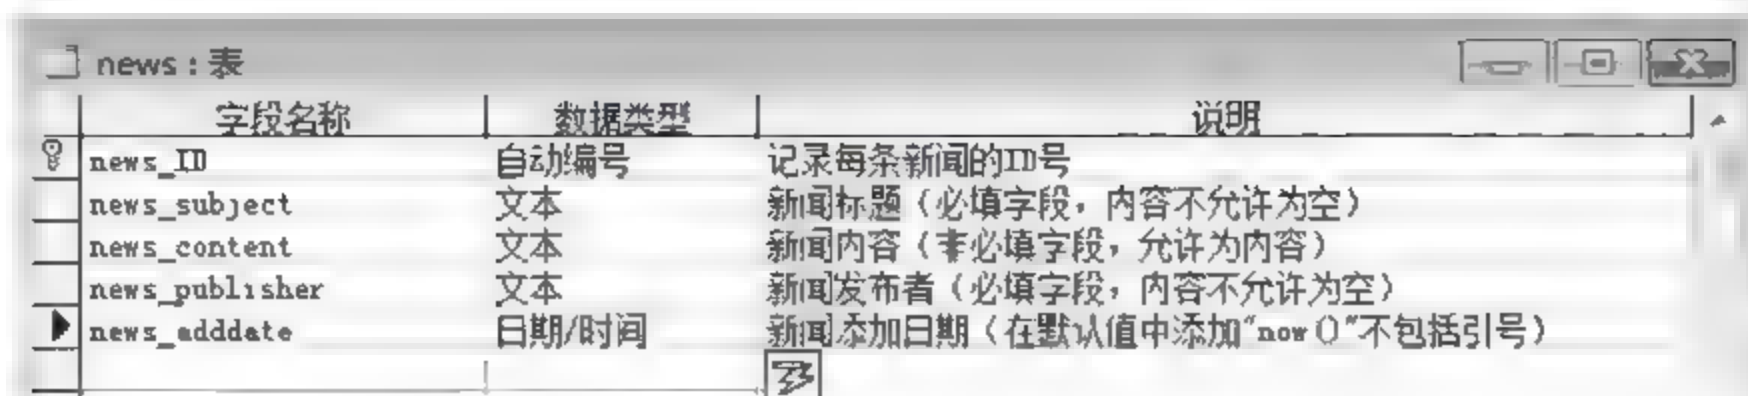 news : 表
字段名称 数据类型 说明
news_ID 自动编号 记录每条新闻的ID号
news_subject 文本 新闻标题（必填字段，内容不允许为空）
news_content 文本 新闻内容（非必填字段，允许为内容）
news_publisher 文本 新闻发布者（必填字段，内容不允许为空）
news_adddate 日期/时间 新闻添加日期（在默认值中添加“now()”不包括引号）